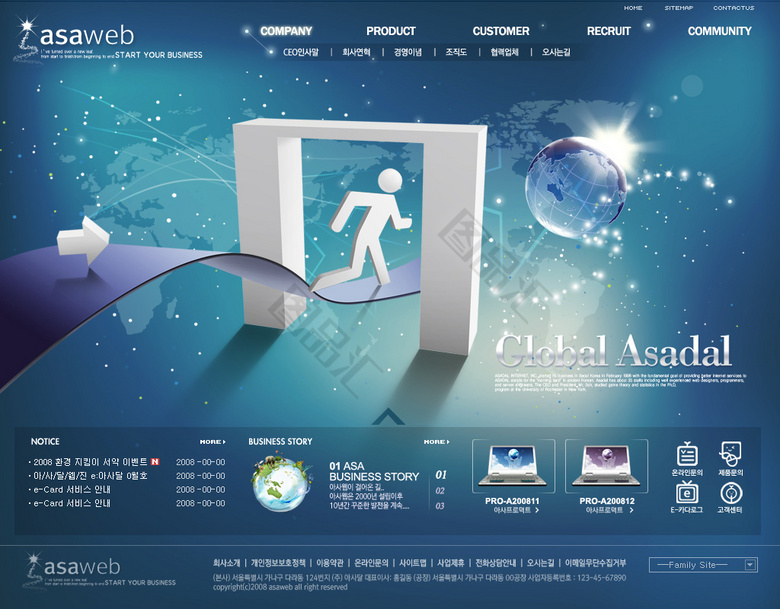 HOME SITEMAP CONTACTUS
asaweb
START YOUR BUSINESS
COMPANY PRODUCT CUSTOMER RECRUIT COMMUNITY
CEO인사말 | 회사연혁 | 경영이념 | 조직도 | 협력업체 | 오시는길
Global Asadal
NOTICE MORE
· 2008 환경 지킴이 서약 이벤트 N 2008 -00-00
· 아/사/달/웹/진 e:아사달 0월호 2008 -00-00
· e-Card 서비스 안내 2008 -00-00
· e-Card 서비스 안내 2008 -00-00
BUSINESS STORY MORE
01 ASA
BUSINESS STORY
아사웹이 걸어온 길..
아사웹은 2000년 설립이후
10년간 꾸준한 발전을 계속....
01
02
03
PRO-A200811
아사프로덕트
PRO-A200812
아사프로덕트
온라인문의 제품문의
E-카다로그 고객센터
asaweb
START YOUR BUSINESS
회사소개 | 개인정보보호정책 | 이용약관 | 온라인문의 | 사이트맵 | 사업제휴 | 전화상담안내 | 오시는길 | 이메일무단수집거부
(본사) 서울특별시 가나구 다라동 124번지 (주) 아사달 대표이사: 홍길동 (공장) 서울특별시 가나구 다라동 00공장 사업자등록번호 : 123-45-67890
copyright(c)2008 asaweb all right reserved
---Family Site---
图品汇
图品汇